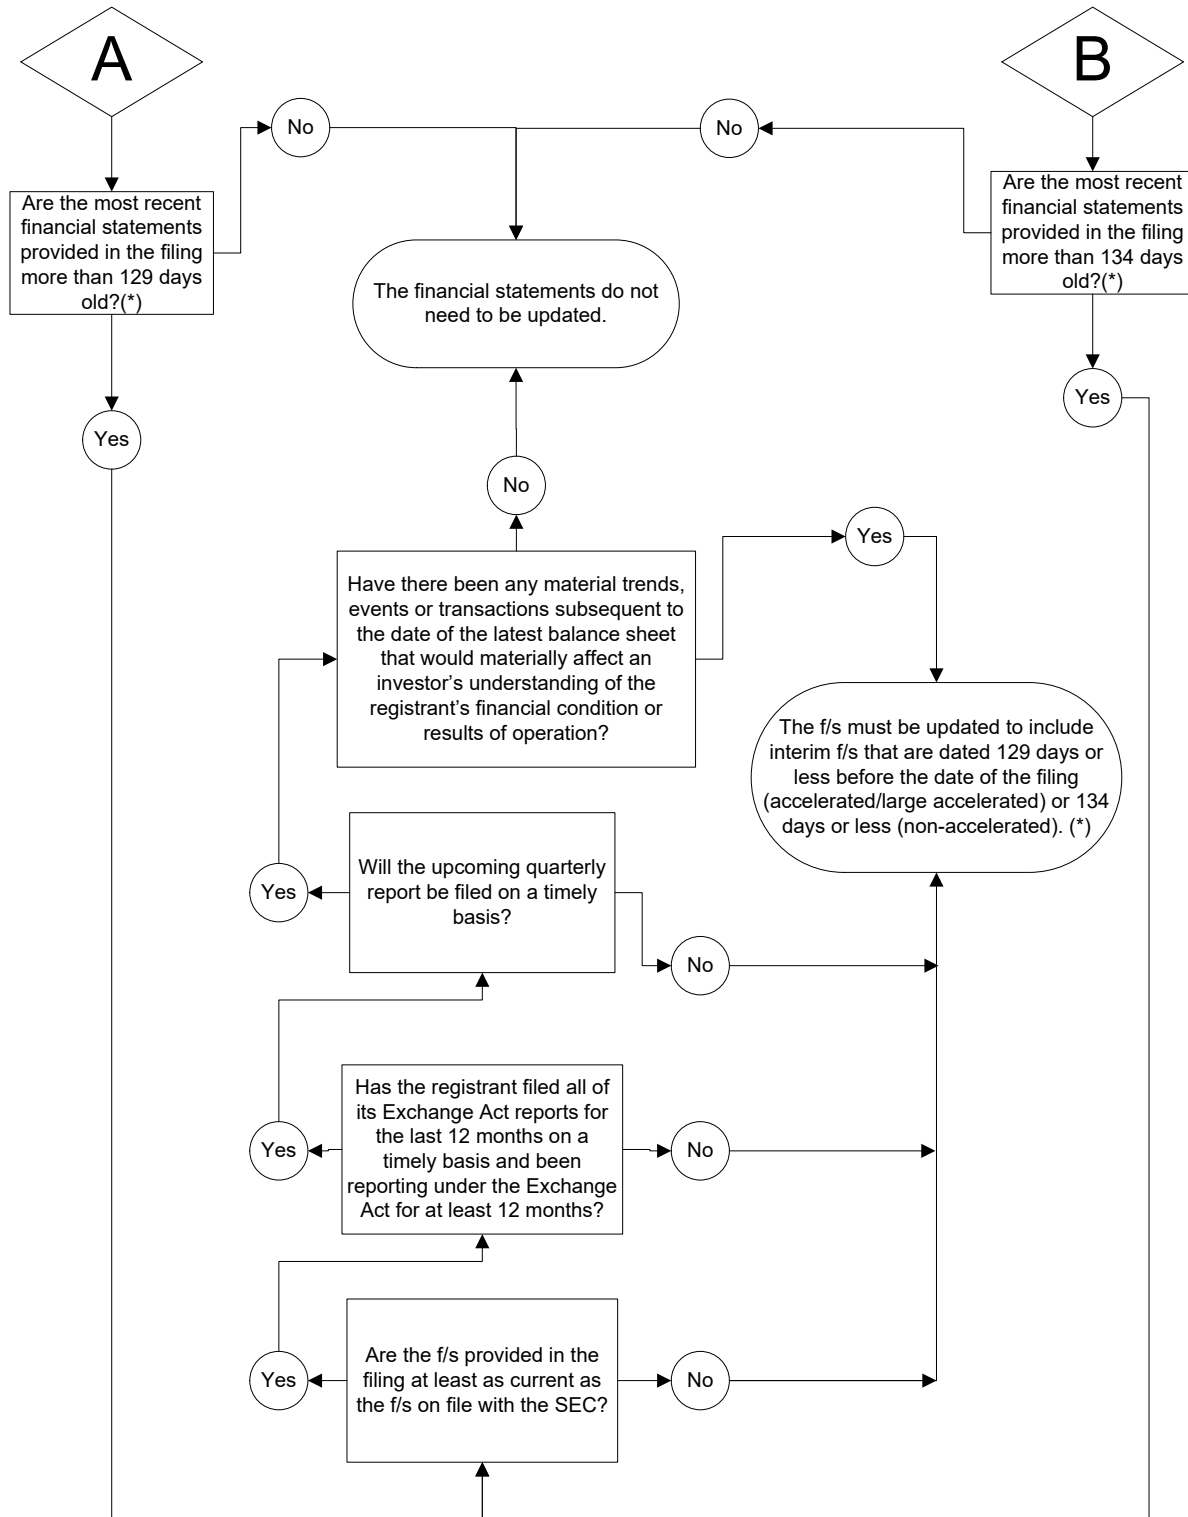 A
B
No
No
Are the most recent
financial statements
provided in the filing
more than 129 days
old?(*)
Are the most recent
financial statements
provided in the filing
more than 134 days
old?(*)
The financial statements do not
need to be updated.
Yes
Yes
No
Yes
Have there been any material trends,
events or transactions subsequent to
the date of the latest balance sheet
that would materially affect an
investor’s understanding of the
registrant’s financial condition or
results of operation?
The f/s must be updated to include
interim f/s that are dated 129 days or
less before the date of the filing
(accelerated/large accelerated) or 134
days or less (non-accelerated). (*)
Will the upcoming quarterly
report be filed on a timely
basis?
Yes
No
Has the registrant filed all of
its Exchange Act reports for
the last 12 months on a
timely basis and been
reporting under the Exchange
Act for at least 12 months?
Yes
No
Are the f/s provided in the
filing at least as current as
the f/s on file with the SEC?
Yes
No